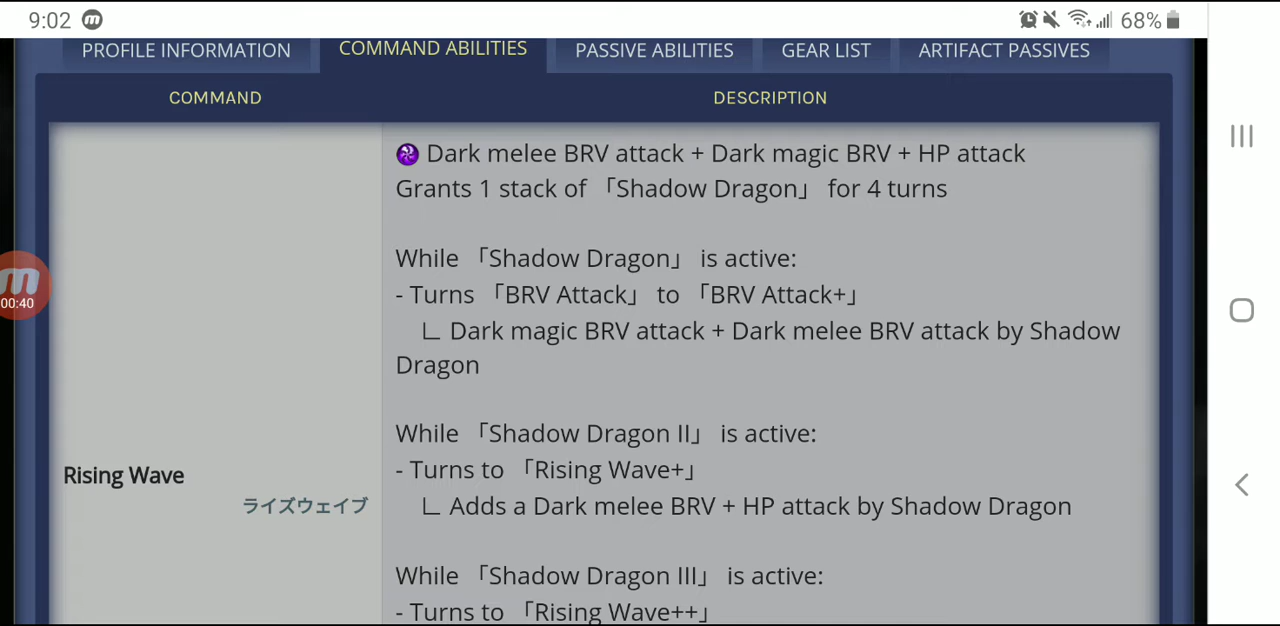 9:02 m 68%
PROFILE INFORMATION COMMAND ABILITIES PASSIVE ABILITIES GEAR LIST ARTIFACT PASSIVES
COMMAND DESCRIPTION
Dark melee BRV attack + Dark magic BRV + HP attack
Grants 1 stack of 「Shadow Dragon」 for 4 turns
While 「Shadow Dragon」 is active:
- Turns 「BRV Attack」 to 「BRV Attack+」
∟ Dark magic BRV attack + Dark melee BRV attack by Shadow
Dragon
While 「Shadow Dragon II」 is active:
- Turns to 「Rising Wave+」
∟ Adds a Dark melee BRV + HP attack by Shadow Dragon
While 「Shadow Dragon III」 is active:
- Turns to 「Rising Wave++」
Rising Wave
ライズウェイブ
m
00:40